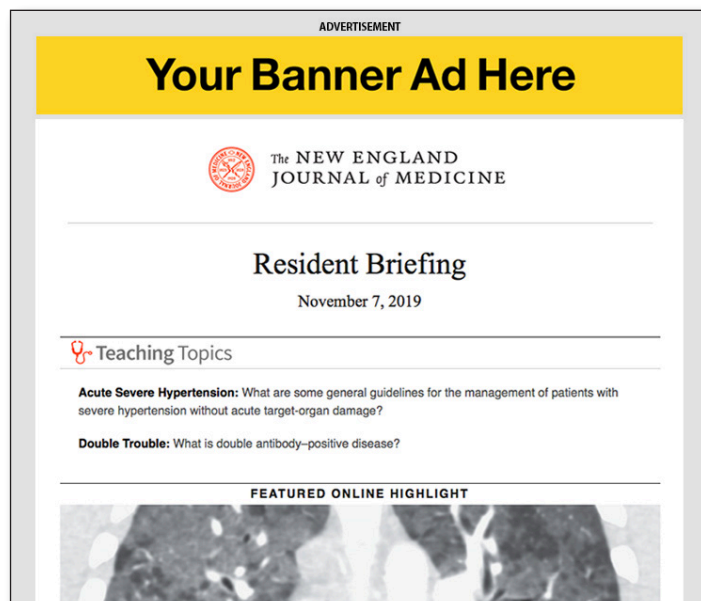 ADVERTISEMENT
Your Banner Ad Here
The NEW ENGLAND
JOURNAL of MEDICINE
Resident Briefing
November 7, 2019
Teaching Topics
Acute Severe Hypertension: What are some general guidelines for the management of patients with
severe hypertension without acute target-organ damage?
Double Trouble: What is double antibody–positive disease?
FEATURED ONLINE HIGHLIGHT